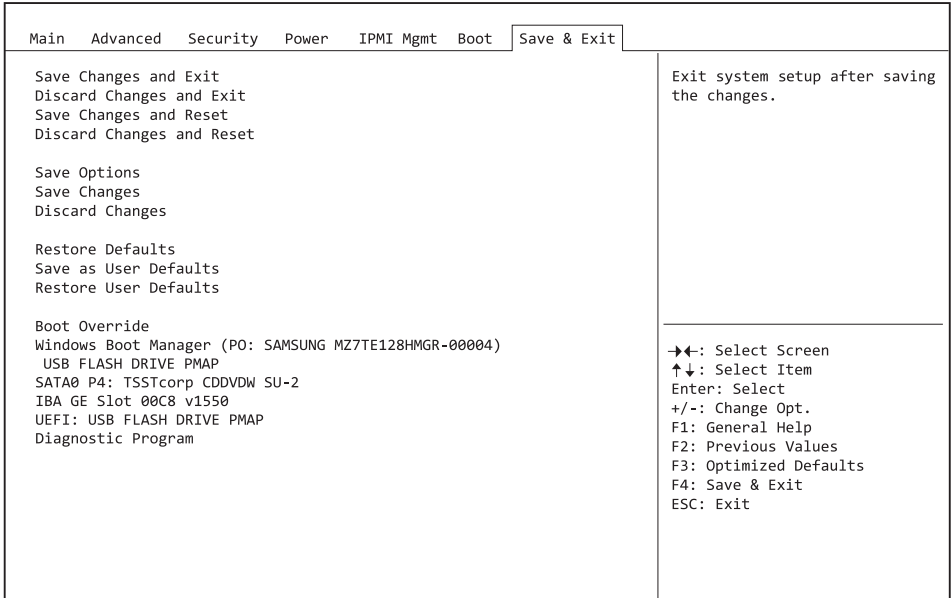 Main Advanced Security Power IPMI Mgmt Boot Save & Exit
Save Changes and Exit
Discard Changes and Exit
Save Changes and Reset
Discard Changes and Reset
Save Options
Save Changes
Discard Changes
Restore Defaults
Save as User Defaults
Restore User Defaults
Boot Override
Windows Boot Manager (PO: SAMSUNG MZ7TE128HMGR-00004)
USB FLASH DRIVE PMAP
SATA0 P4: TSSTcorp CDDVDW SU-2
IBA GE Slot 00C8 v1550
UEFI: USB FLASH DRIVE PMAP
Diagnostic Program
Exit system setup after saving
the changes.
→←: Select Screen
↑↓: Select Item
Enter: Select
+/-: Change Opt.
F1: General Help
F2: Previous Values
F3: Optimized Defaults
F4: Save & Exit
ESC: Exit